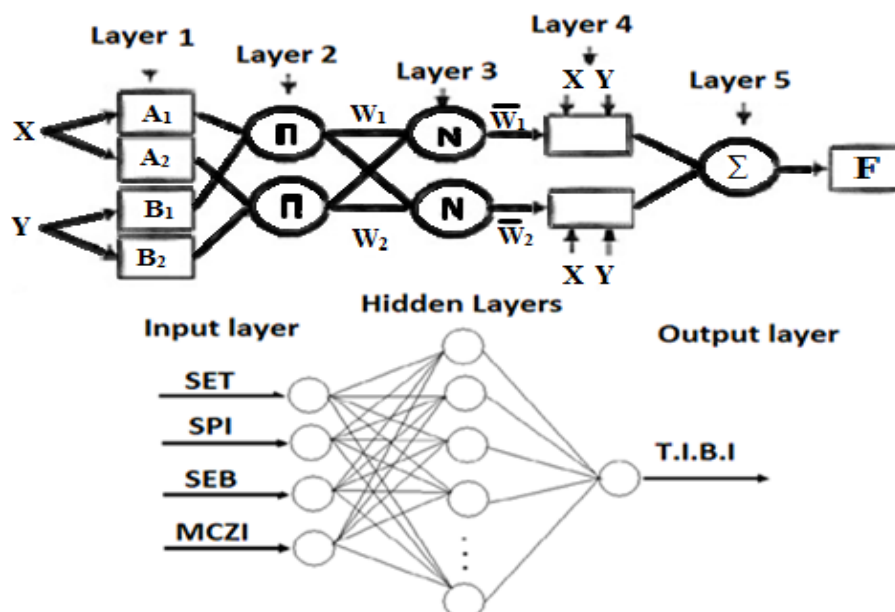 Layer 1
Layer 2
Layer 3
Layer 4
Layer 5
X Y
X
A₁
A₂
Y
B₁
B₂
Π
Π
W₁
W₂
N
N
W̅₁
W̅₂
X Y
Σ
F
Hidden Layers
Input layer
Output layer
SET
SPI
SEB
MCZI
T.I.B.I